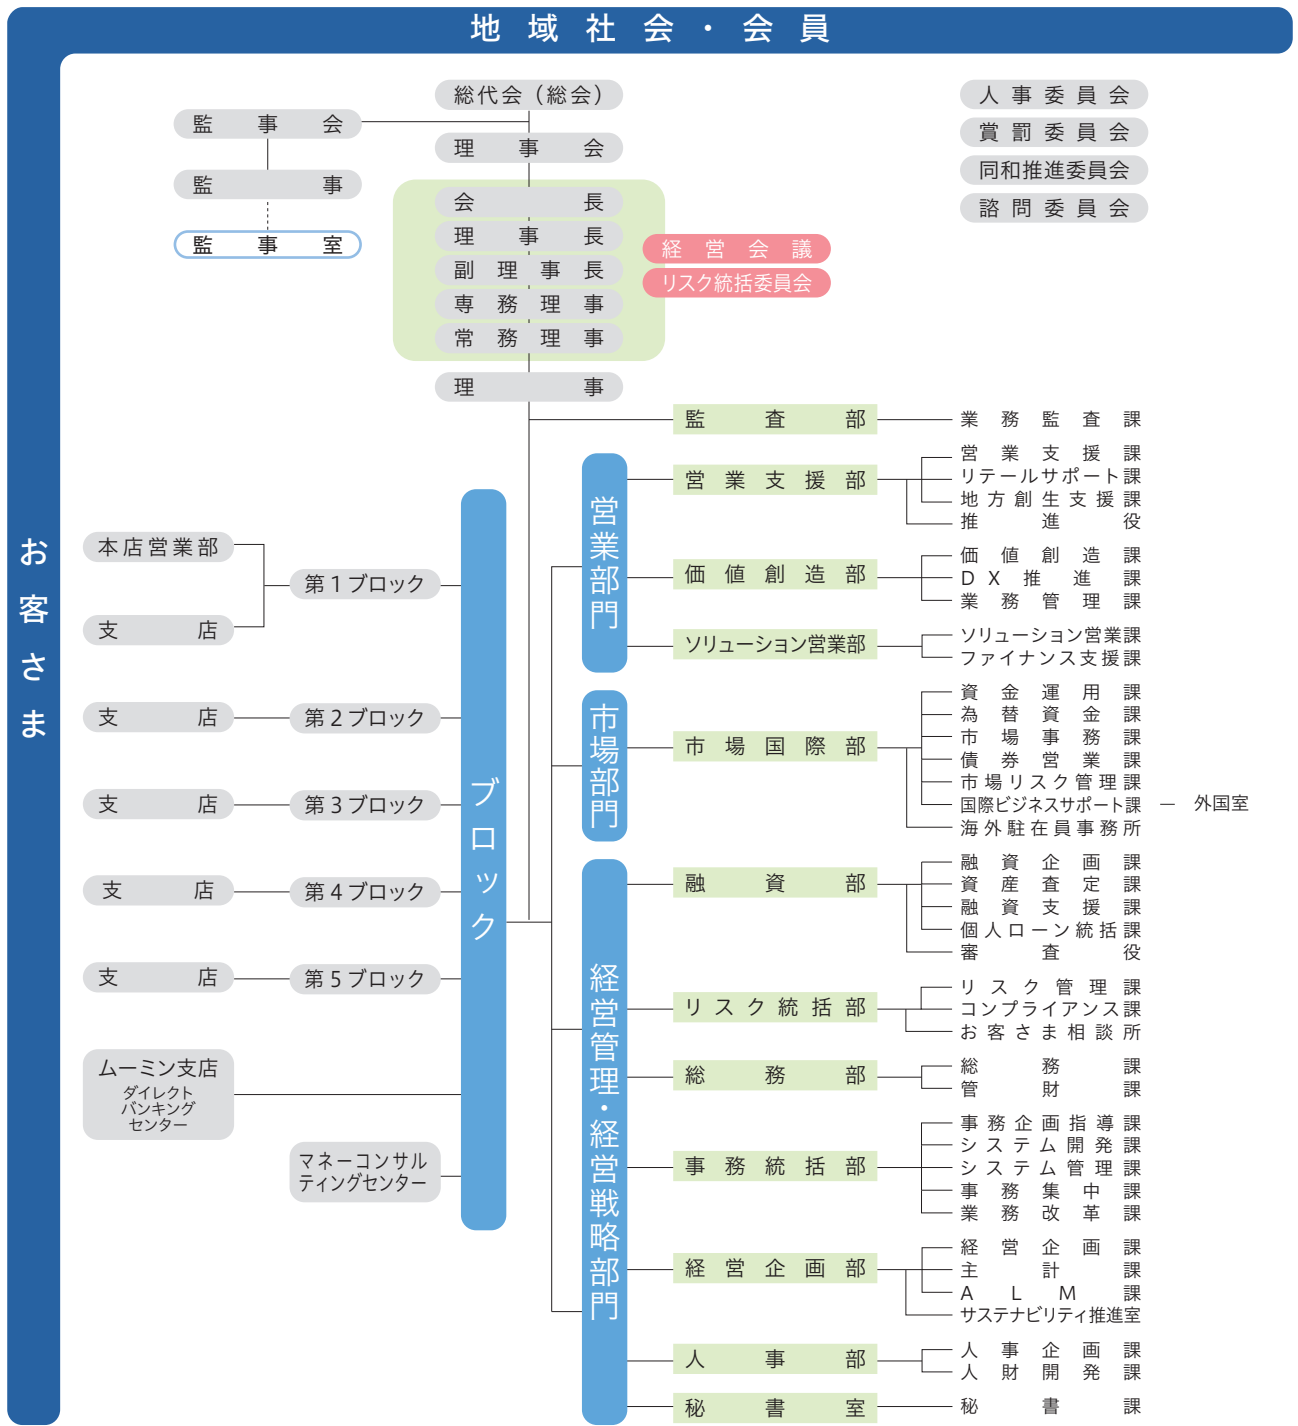 地域社会・会員
お客さま
総代会（総会）
監事会
理事会
監事
監事室
会長
理事長
副理事長
専務理事
常務理事
理事
経営会議
リスク統括委員会
人事委員会
賞罰委員会
同和推進委員会
諮問委員会
ブロック
本店営業部
支店
第1ブロック
支店
第2ブロック
支店
第3ブロック
支店
第4ブロック
支店
第5ブロック
ムーミン支店
ダイレクト
バンキング
センター
マネーコンサル
ティングセンター
監査部
業務監査課
営業部門
営業支援部
営業支援課
リテールサポート課
地方創生支援課
推進役
価値創造部
価値創造課
DX推進課
業務管理課
ソリューション営業部
ソリューション営業課
ファイナンス支援課
市場部門
市場国際部
資金運用課
為替資金課
市場事務課
債券営業課
市場リスク管理課
国際ビジネスサポート課 ― 外国室
海外駐在員事務所
経営管理・経営戦略部門
融資部
融資企画課
資産査定課
融資支援課
個人ローン統括課
審査役
リスク統括部
リスク管理課
コンプライアンス課
お客さま相談所
総務部
総務課
管財課
事務統括部
事務企画指導課
システム開発課
システム管理課
事務集中課
業務改革課
経営企画部
経営企画課
主計課
ALM課
サステナビリティ推進室
人事部
人事企画課
人財開発課
秘書室
秘書課